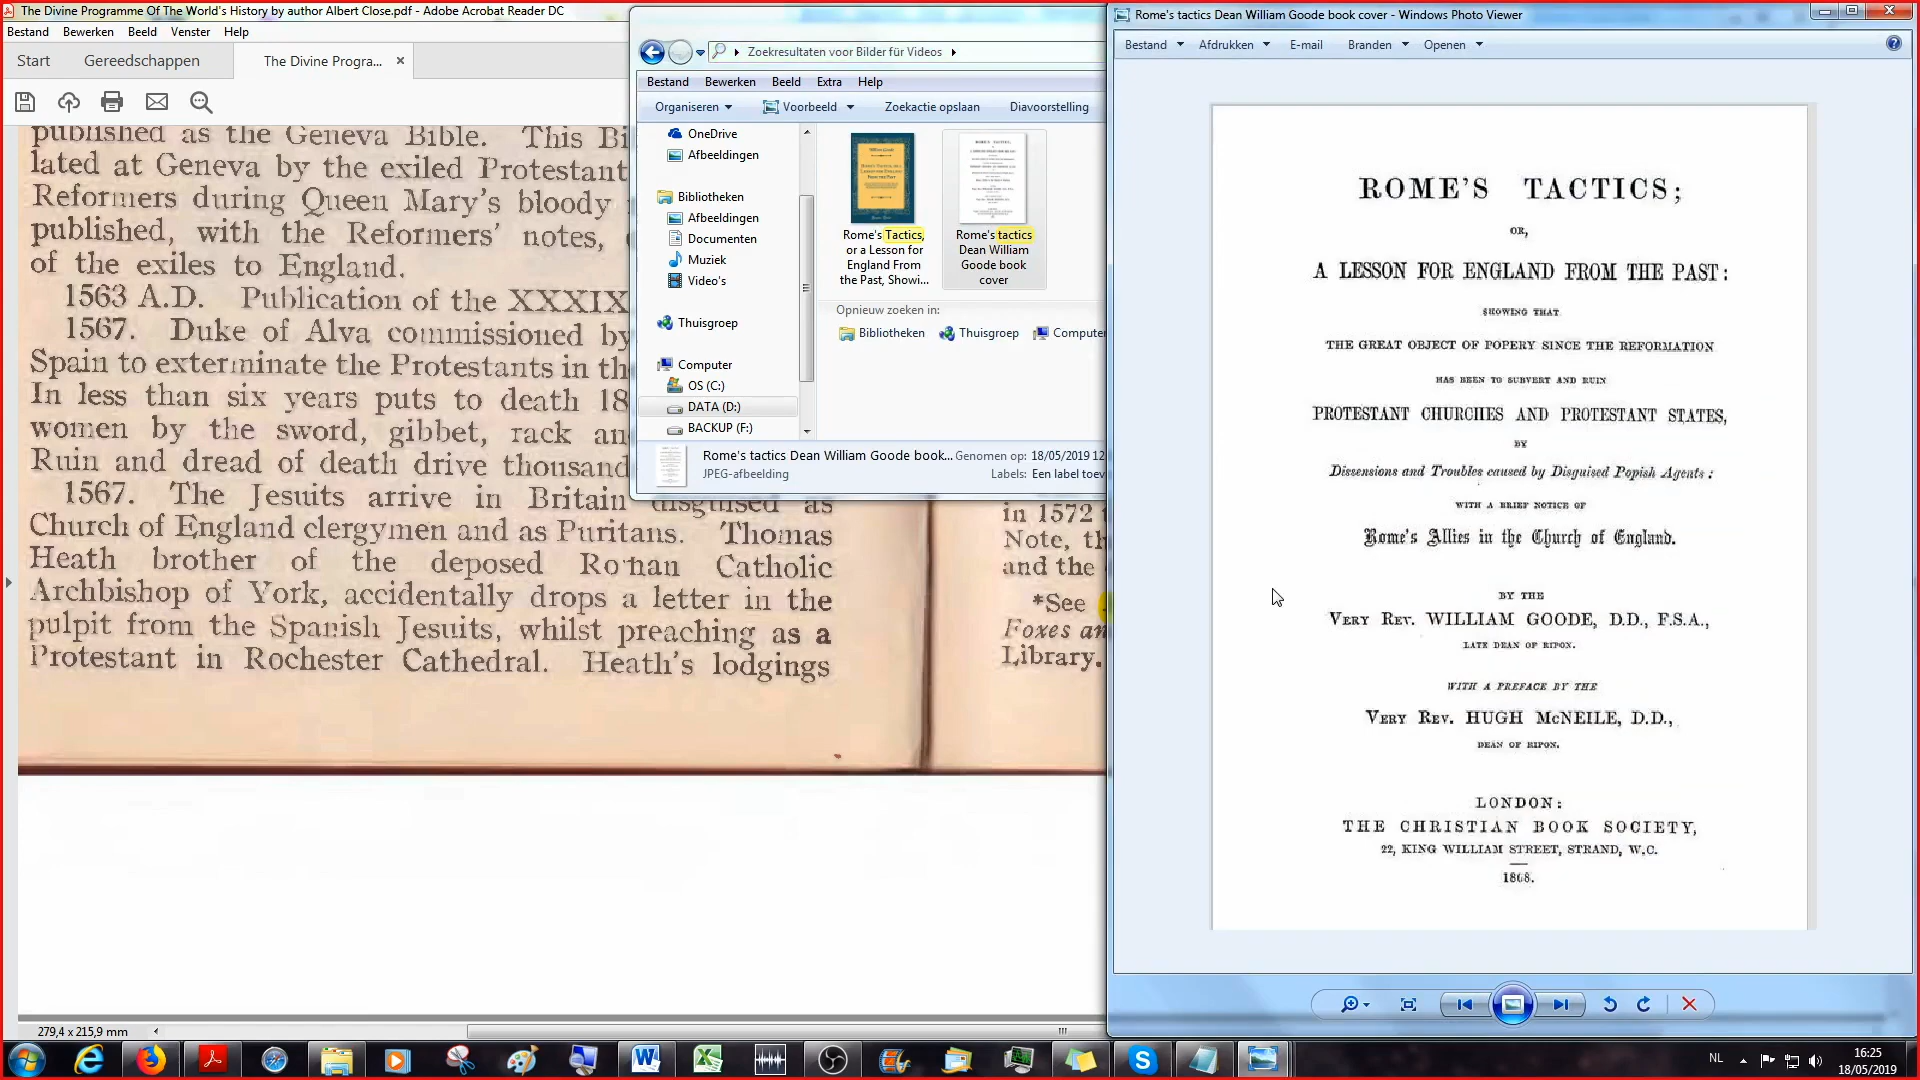 The Divine Programme Of The World's History by author Albert Close.pdf - Adobe Acrobat Reader DC
Bestand Bewerken Beeld Venster Help
Start Gereedschappen The Divine Progra... ×
published as the Geneva Bible. This Bi
lated at Geneva by the exiled Protestant
Reformers during Queen Mary's bloody
published, with the Reformers' notes,
of the exiles to England.
1563 A.D. Publication of the XXXIX
1567. Duke of Alva commissioned by
Spain to exterminate the Protestants in th
In less than six years puts to death 18
women by the sword, gibbet, rack an
Ruin and dread of death drive thousand
1567. The Jesuits arrive in Britain disguised as
Church of England clergymen and as Puritans. Thomas
Heath brother of the deposed Roman Catholic
Archbishop of York, accidentally drops a letter in the
pulpit from the Spanish Jesuits, whilst preaching as a
Protestant in Rochester Cathedral. Heath's lodgings
in 1572
Note, th
and the
*See
Foxes an
Library.
279,4 x 215,9 mm
Zoekresultaten voor Bilder für Videos
Bestand Bewerken Beeld Extra Help
Organiseren Voorbeeld Zoekactie opslaan Diavoorstelling
OneDrive
Afbeeldingen
Bibliotheken
Afbeeldingen
Documenten
Muziek
Video's
Thuisgroep
Computer
OS (C:)
DATA (D:)
BACKUP (F:)
Rome's Tactics,
or a Lesson for
England From
the Past, Showi...
Rome's tactics
Dean William
Goode book
cover
Opnieuw zoeken in:
Bibliotheken Thuisgroep Computer
Rome's tactics Dean William Goode book... Genomen op: 18/05/2019 12
JPEG-afbeelding Labels: Een label toev
Rome's tactics Dean William Goode book cover - Windows Photo Viewer
Bestand Afdrukken E-mail Branden Openen
ROME'S TACTICS;
OR,
A LESSON FOR ENGLAND FROM THE PAST:
SHOWING THAT
THE GREAT OBJECT OF POPERY SINCE THE REFORMATION
HAS BEEN TO SUBVERT AND RUIN
PROTESTANT CHURCHES AND PROTESTANT STATES,
BY
Dissensions and Troubles caused by Disguised Popish Agents:
WITH A BRIEF NOTICE OF
Rome's Allies in the Church of England.
BY THE
VERY REV. WILLIAM GOODE, D.D., F.S.A.,
LATE DEAN OF RIPON.
WITH A PREFACE BY THE
VERY REV. HUGH McNEILE, D.D.,
DEAN OF RIPON.
LONDON:
THE CHRISTIAN BOOK SOCIETY,
22, KING WILLIAM STREET, STRAND, W.C.
1868.
NL
16:25
18/05/2019